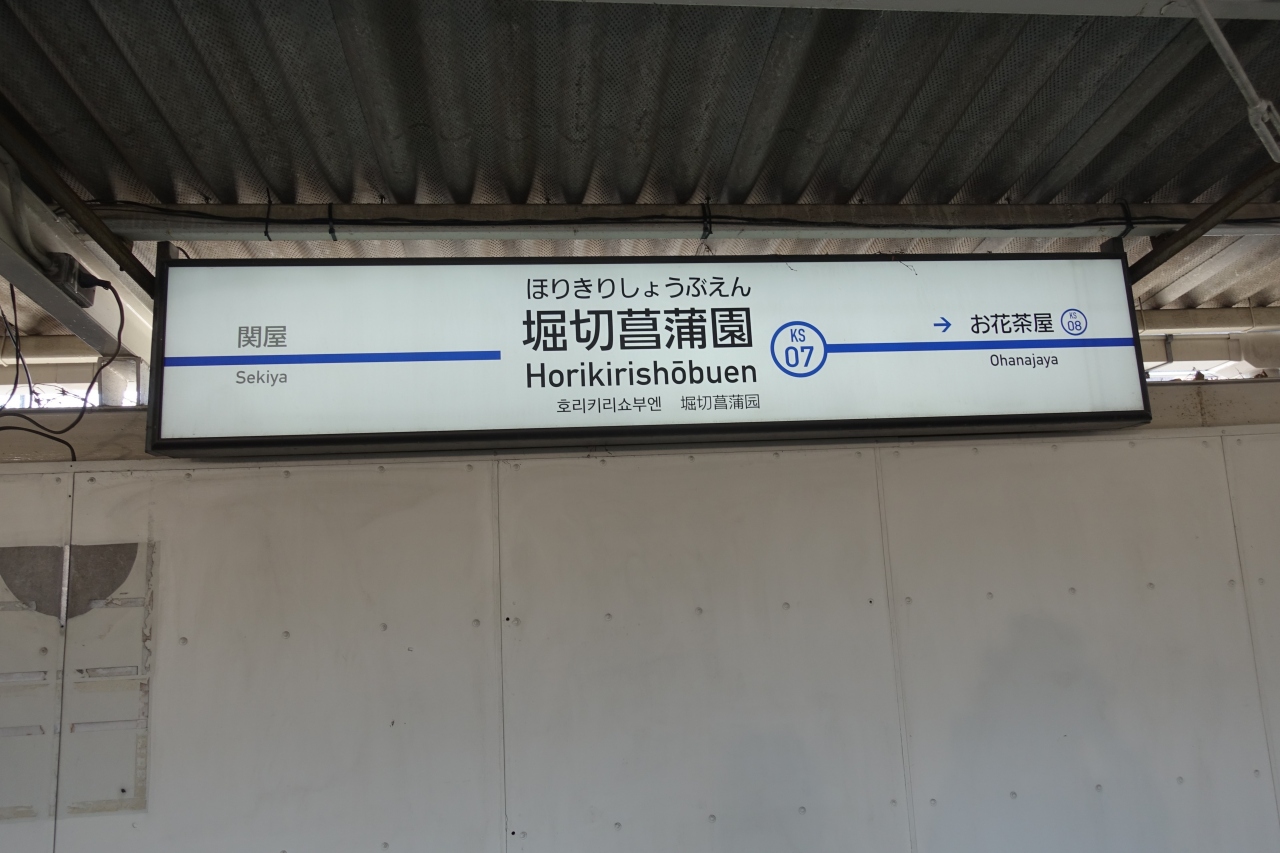 関屋
Sekiya
ほりきりしょうぶえん
堀切菖蒲園
Horikirishōbuen
호리키리쇼부엔 堀切菖蒲园
KS
07
→ お花茶屋
KS
08
Ohanajaya